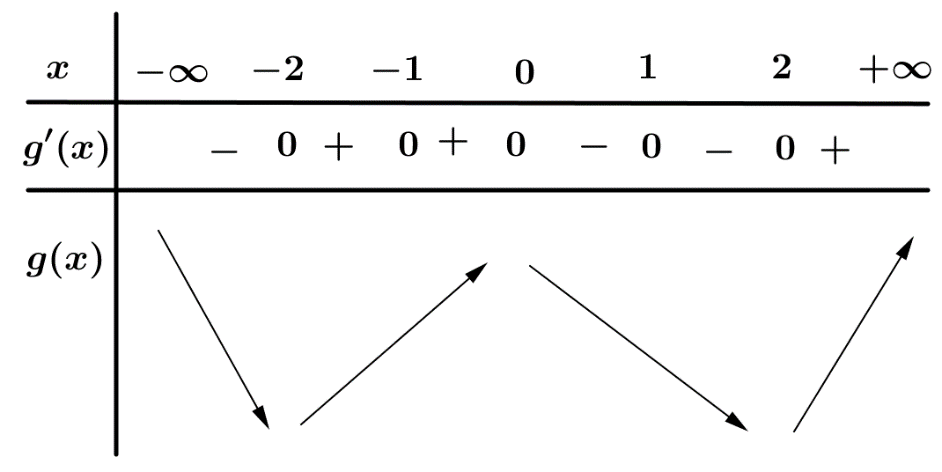 x −∞ −2 −1 0 1 2 +∞
g′(x) − 0 + 0 + 0 − 0 − 0 +
g(x)